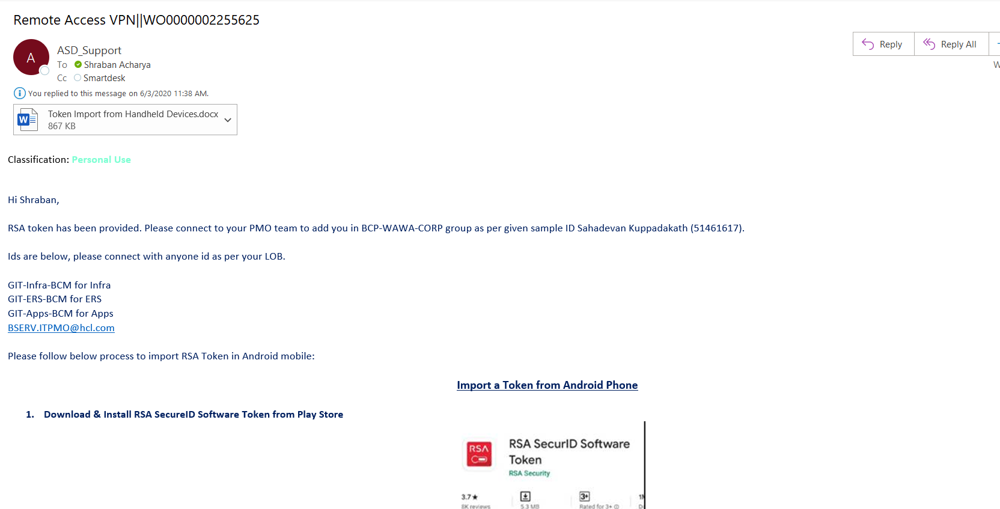 Remote Access VPN||WO0000002255625
A
ASD_Support
To Shraban Acharya
Cc Smartdesk
Reply
Reply All
W
You replied to this message on 6/3/2020 11:38 AM.
W
Token Import from Handheld Devices.docx
867 KB
Classification: Personal Use
Hi Shraban,
RSA token has been provided. Please connect to your PMO team to add you in BCP-WAWA-CORP group as per given sample ID Sahadevan Kuppadakath (51461617).
Ids are below, please connect with anyone id as per your LOB.
GIT-Infra-BCM for Infra
GIT-ERS-BCM for ERS
GIT-Apps-BCM for Apps
BSERV.ITPMO@hcl.com
Please follow below process to import RSA Token in Android mobile:
Import a Token from Android Phone
1. Download & Install RSA SecureID Software Token from Play Store
RSA
RSA SecurID Software
Token
RSA Security
3.7★
3+
8K reviews
5.3 MB
Rated for 3+